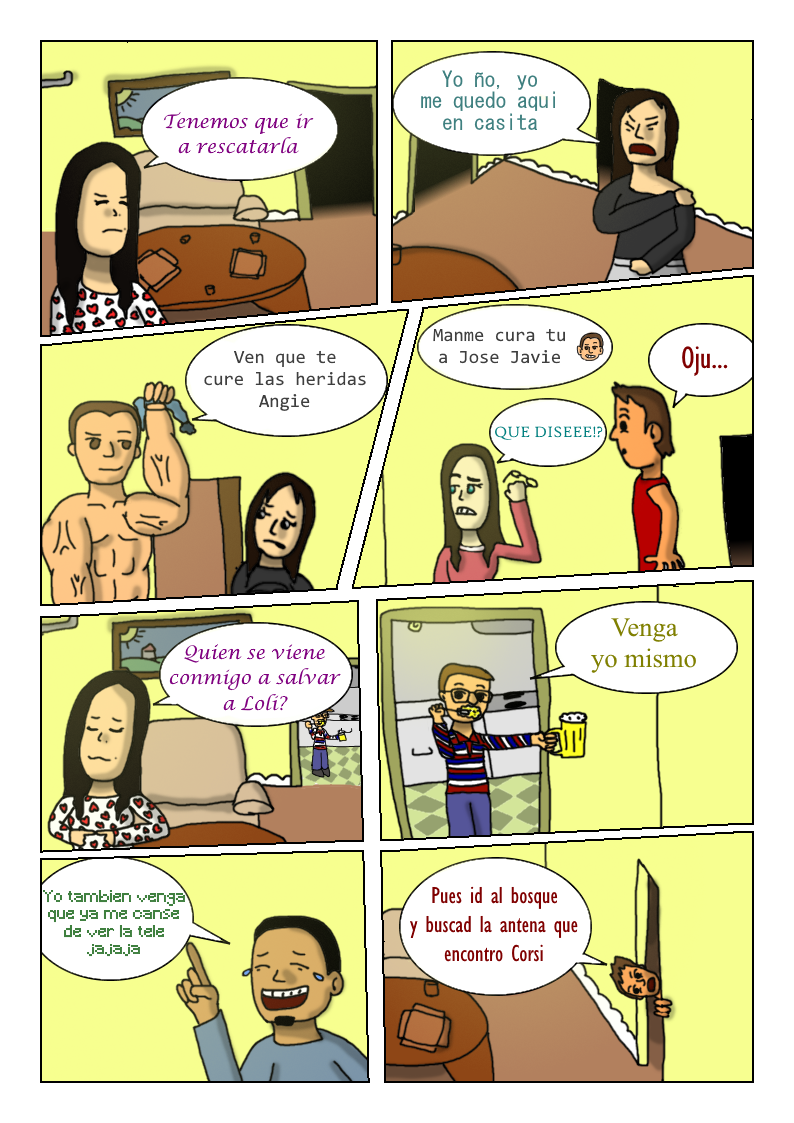 Tenemos que ir
a rescatarla
Yo ño, yo
me quedo aqui
en casita
Ven que te
cure las heridas
Angie
Manme cura tu
a Jose Javie
QUE DISEEE!?
Oju...
Quien se viene
conmigo a salvar
a Loli?
Venga
yo mismo
Yo tambien venga
que ya me canse
de ver la tele
jajaja
Pues id al bosque
y buscad la antena que
encontro Corsi